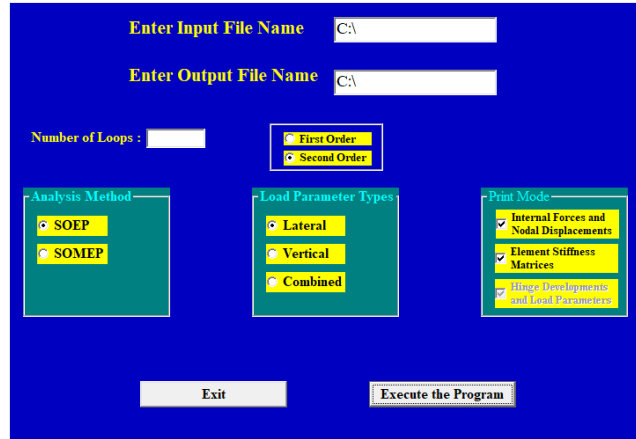 Enter Input File Name
C:\
Enter Output File Name
C:\
Number of Loops :
First Order
Second Order
Analysis Method
SOEP
SOMEP
Load Parameter Types
Lateral
Vertical
Combined
Print Mode
Internal Forces and
Nodal Displacements
Element Stiffness
Matrices
Hinge Developments
and Load Parameters
Exit
Execute the Program